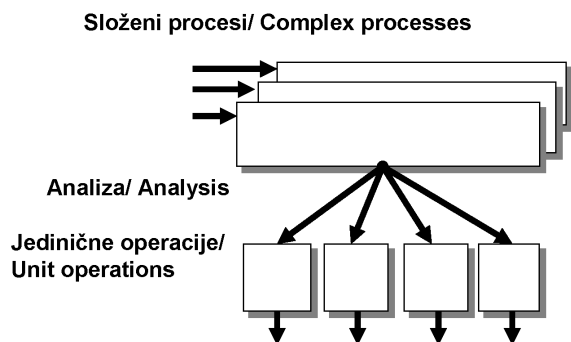 Složeni procesi/ Complex processes
Analiza/ Analysis
Jedinične operacije/
Unit operations